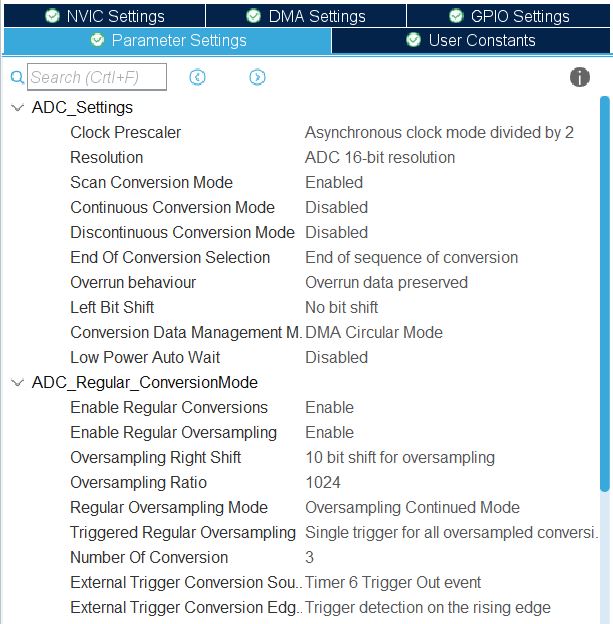 NVIC Settings DMA Settings GPIO Settings
Parameter Settings User Constants
Search (Crtl+F)
ADC_Settings
Clock Prescaler Asynchronous clock mode divided by 2
Resolution ADC 16-bit resolution
Scan Conversion Mode Enabled
Continuous Conversion Mode Disabled
Discontinuous Conversion Mode Disabled
End Of Conversion Selection End of sequence of conversion
Overrun behaviour Overrun data preserved
Left Bit Shift No bit shift
Conversion Data Management M.. DMA Circular Mode
Low Power Auto Wait Disabled
ADC_Regular_ConversionMode
Enable Regular Conversions Enable
Enable Regular Oversampling Enable
Oversampling Right Shift 10 bit shift for oversampling
Oversampling Ratio 1024
Regular Oversampling Mode Oversampling Continued Mode
Triggered Regular Oversampling Single trigger for all oversampled conversi..
Number Of Conversion 3
External Trigger Conversion Sou.. Timer 6 Trigger Out event
External Trigger Conversion Edg.. Trigger detection on the rising edge